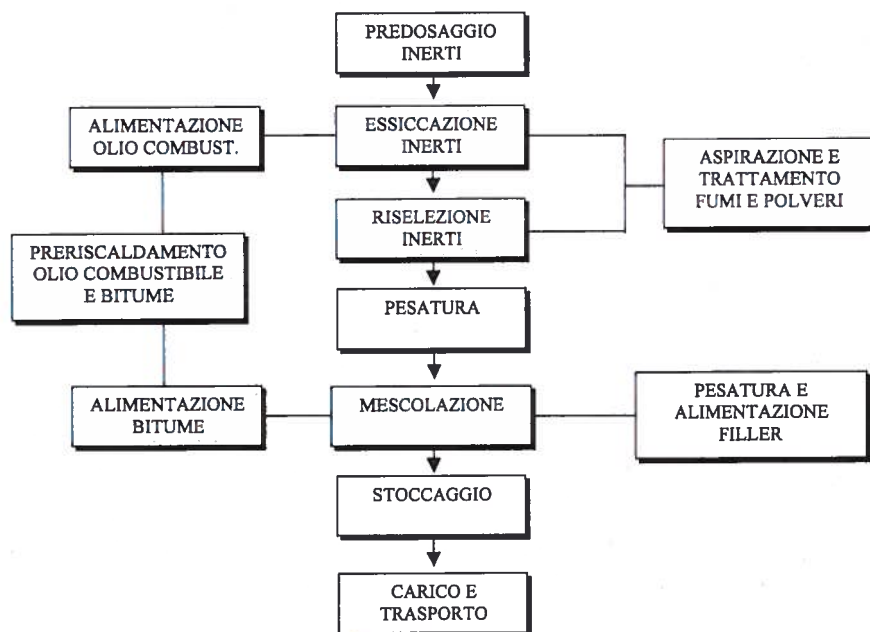 PREDOSAGGIO
INERTI
ALIMENTAZIONE
OLIO COMBUST.
ESSICCAZIONE
INERTI
ASPIRAZIONE E
TRATTAMENTO
FUMI E POLVERI
RISELEZIONE
INERTI
PRERISCALDAMENTO
OLIO COMBUSTIBILE
E BITUME
PESATURA
ALIMENTAZIONE
BITUME
MESCOLAZIONE
PESATURA E
ALIMENTAZIONE
FILLER
STOCCAGGIO
CARICO E
TRASPORTO